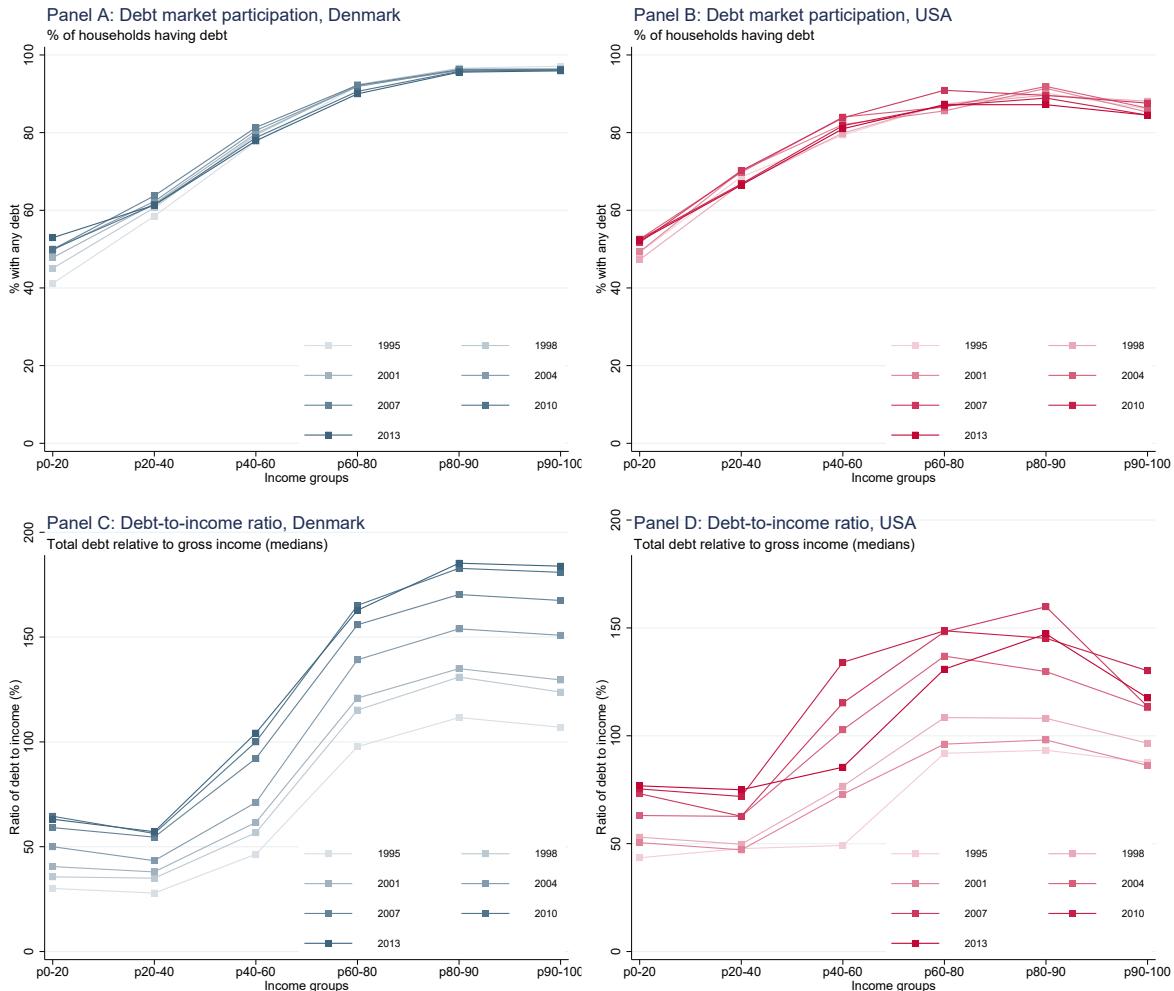 Panel A: Debt market participation, Denmark
% of households having debt
% with any debt
100
80
60
40
20
0
1995
1998
2001
2004
2007
2010
2013
p0-20
p20-40
p40-60
p60-80
p80-90
p90-100
Income groups
Panel B: Debt market participation, USA
% of households having debt
% with any debt
100
80
60
40
20
0
1995
1998
2001
2004
2007
2010
2013
p0-20
p20-40
p40-60
p60-80
p80-90
p90-100
Income groups
Panel C: Debt-to-income ratio, Denmark
Total debt relative to gross income (medians)
Ratio of debt to income (%)
200
150
100
50
0
1995
1998
2001
2004
2007
2010
2013
p0-20
p20-40
p40-60
p60-80
p80-90
p90-10
Income groups
Panel D: Debt-to-income ratio, USA
Total debt relative to gross income (medians)
Ratio of debt to income (%)
200
150
100
50
0
1995
1998
2001
2004
2007
2010
2013
p0-20
p20-40
p40-60
p60-80
p80-90
p90-100
Income groups